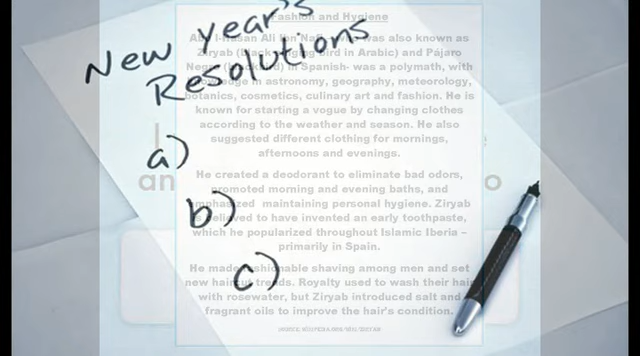 New Year's
Resolutions
a)
b)
c)
Fashion and Hygiene
Ali Ibn was also known as
Ziryab (black bird in Arabic) and Pájaro
in Spanish- was a polymath, with
in astronomy, geography, meteorology,
botanics, cosmetics, culinary art and fashion. He is
known for starting a vogue by changing clothes
according to the weather and season. He also
suggested different clothing for mornings,
afternoons and evenings.
He created a deodorant to eliminate bad odors,
promoted morning and evening baths, and
emphasized maintaining personal hygiene. Ziryab
is believed to have invented an early toothpaste,
which he popularized throughout Islamic Iberia –
primarily in Spain.
He made fashionable shaving among men and set
new haircut trends. Royalty used to wash their hair
with rosewater, but Ziryab introduced salt and
fragrant oils to improve the hair's condition.